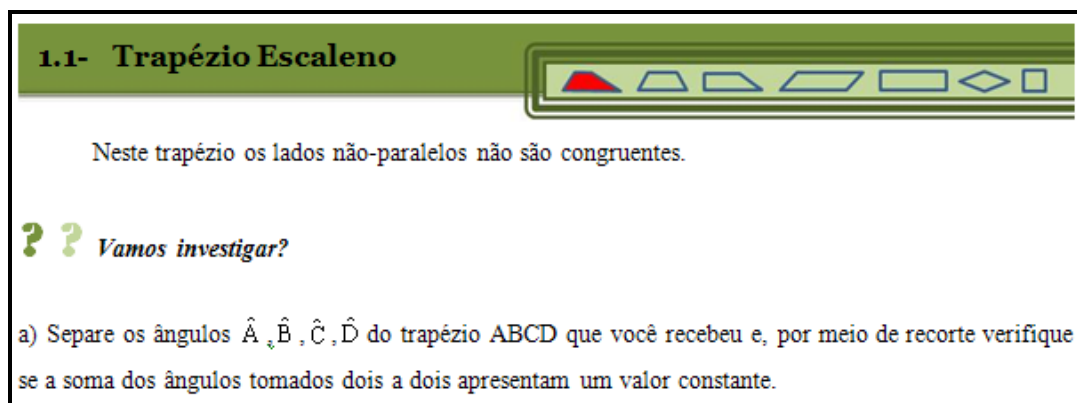 1.1- Trapézio Escaleno
Neste trapézio os lados não-paralelos não são congruentes.
? ? Vamos investigar?
a) Separe os ângulos Â , B̂ , Ĉ , D̂ do trapézio ABCD que você recebeu e, por meio de recorte verifique
se a soma dos ângulos tomados dois a dois apresentam um valor constante.